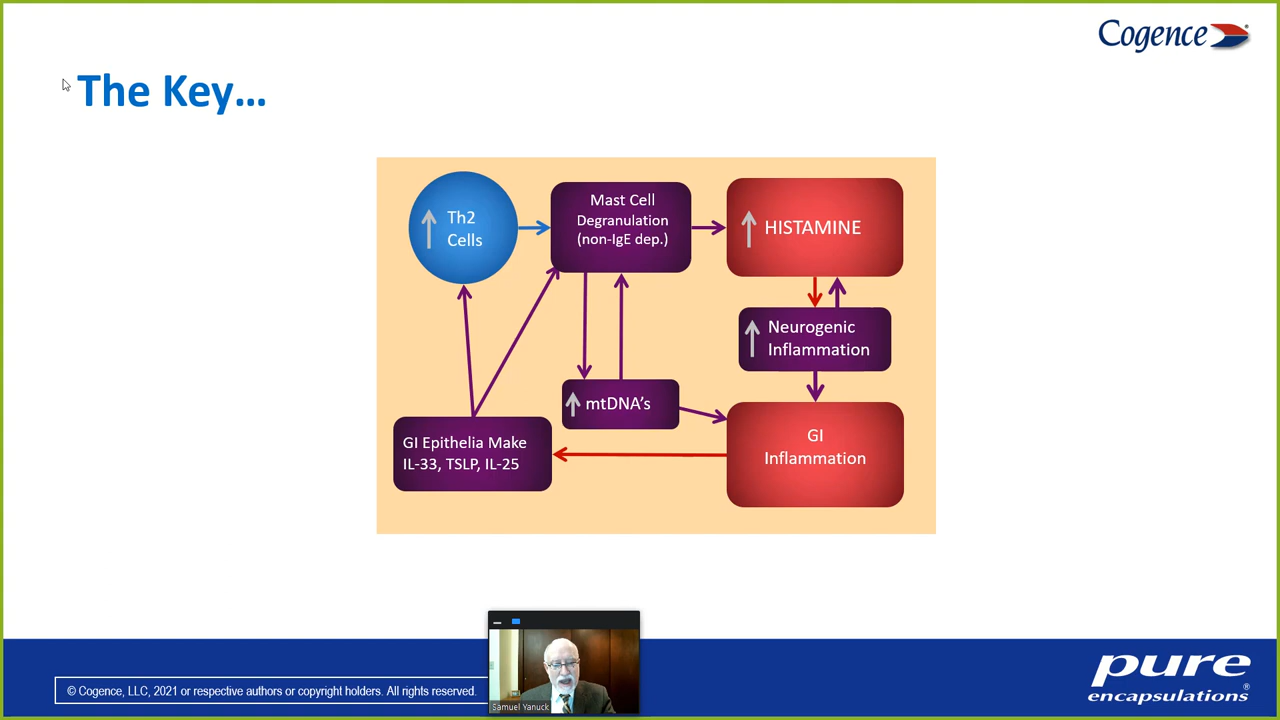 Cogence
The Key...
Th2
Cells
Mast Cell
Degranulation
(non-IgE dep.)
HISTAMINE
Neurogenic
Inflammation
mtDNA's
GI Epithelia Make
IL-33, TSLP, IL-25
GI
Inflammation
© Cogence, LLC, 2021 or respective authors or copyright holders. All rights reserved.
Samuel Yanuck
pure
encapsulations®